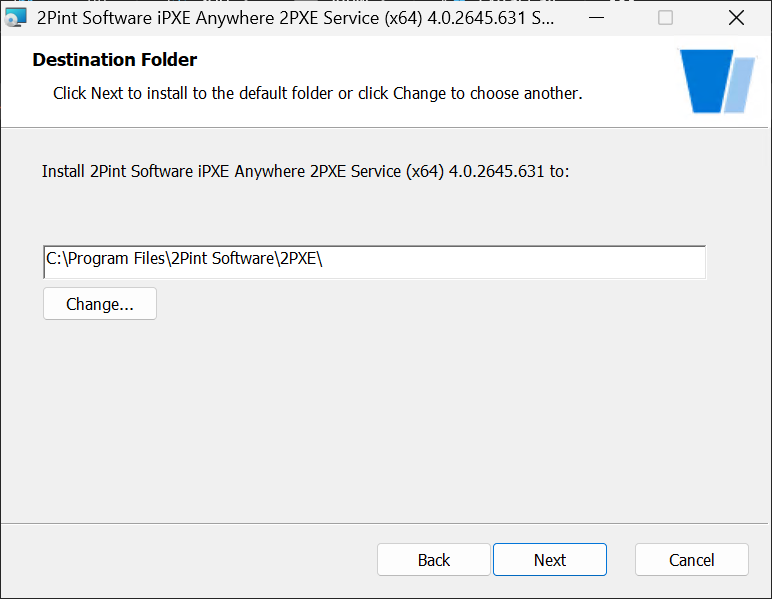 2Pint Software iPXE Anywhere 2PXE Service (x64) 4.0.2645.631 S...
Destination Folder
Click Next to install to the default folder or click Change to choose another.
Install 2Pint Software iPXE Anywhere 2PXE Service (x64) 4.0.2645.631 to:
C:\Program Files\2Pint Software\2PXE\
Change...
Back
Next
Cancel